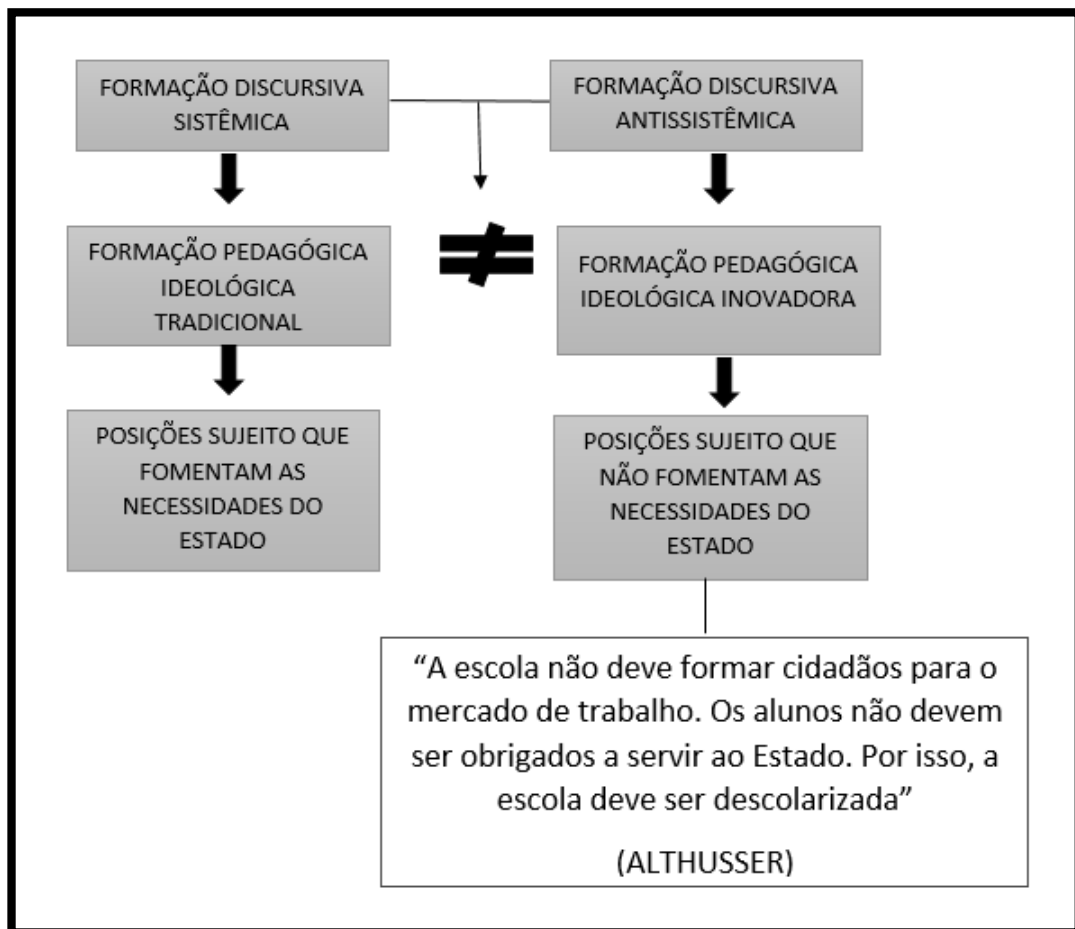 FORMAÇÃO DISCURSIVA
SISTÊMICA
FORMAÇÃO DISCURSIVA
ANTISSISTÊMICA
FORMAÇÃO PEDAGÓGICA
IDEOLÓGICA
TRADICIONAL
≠
FORMAÇÃO PEDAGÓGICA
IDEOLÓGICA INOVADORA
POSIÇÕES SUJEITO QUE
FOMENTAM AS
NECESSIDADES DO
ESTADO
POSIÇÕES SUJEITO QUE
NÃO FOMENTAM AS
NECESSIDADES DO
ESTADO
“A escola não deve formar cidadãos para o
mercado de trabalho. Os alunos não devem
ser obrigados a servir ao Estado. Por isso, a
escola deve ser descolarizada”
(ALTHUSSER)